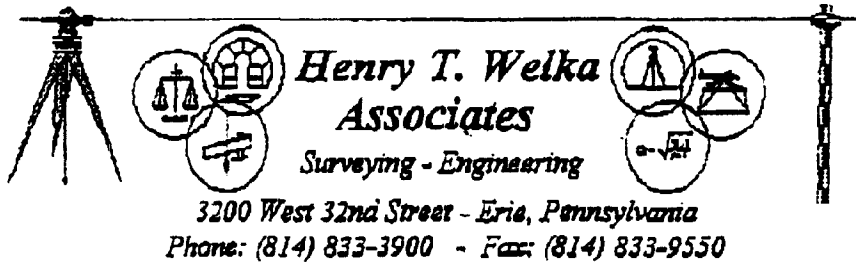 Henry T. Welka
Associates
Surveying - Engineering
3200 West 32nd Street - Erie, Pennsylvania
Phone: (814) 833-3900 - Fax: (814) 833-9550